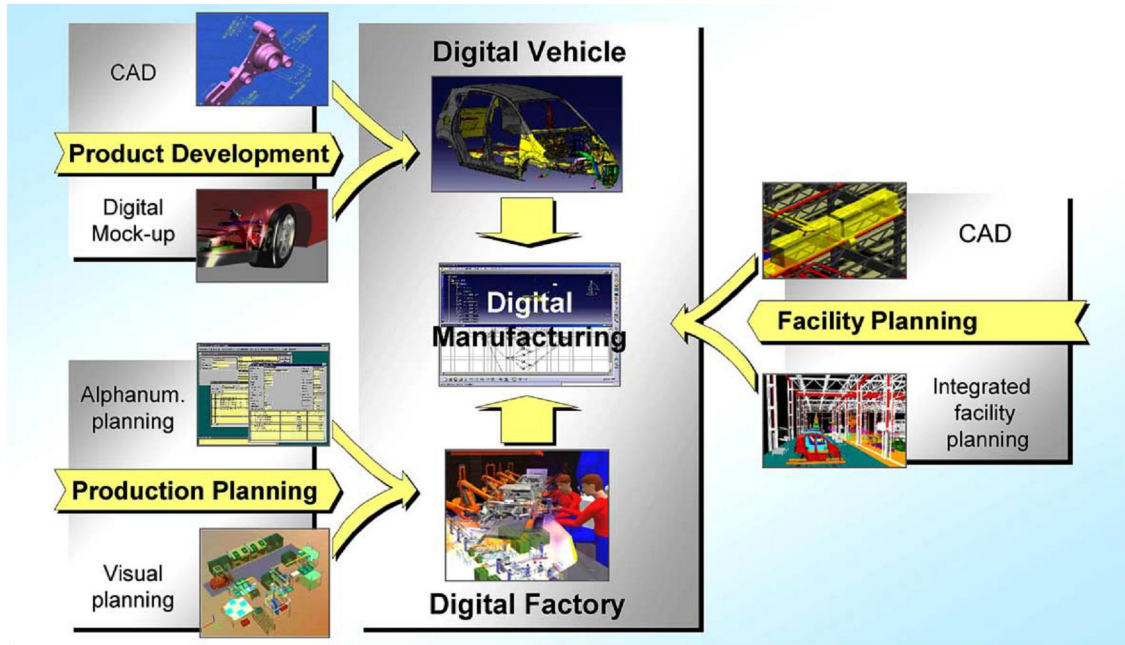 CAD
Product Development
Digital
Mock-up
Alphanum.
planning
Production Planning
Visual
planning
Digital Vehicle
Digital
Manufacturing
Digital Factory
CAD
Facility Planning
Integrated
facility
planning